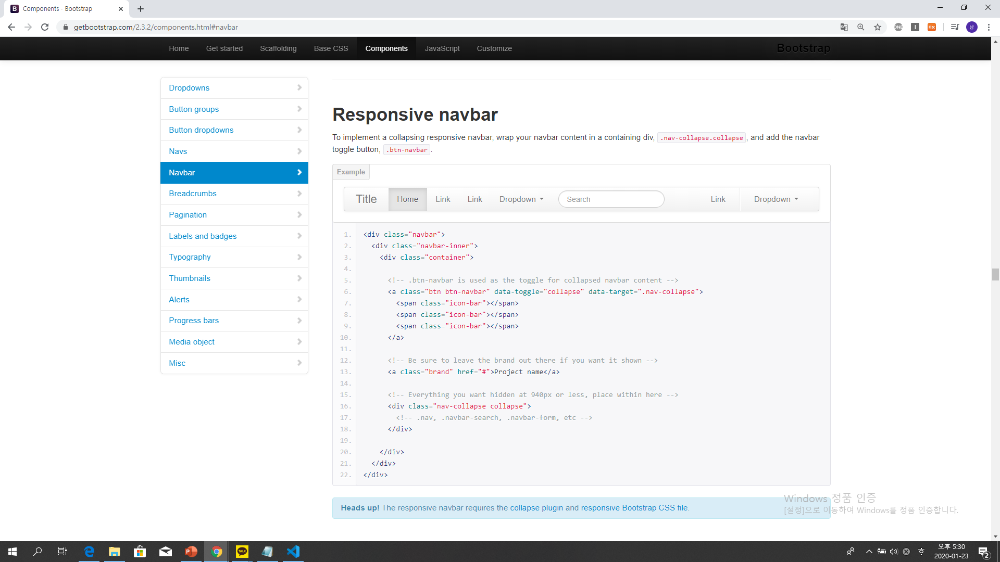 Components · Bootstrap
getbootstrap.com/2.3.2/components.html#navbar
Home Get started Scaffolding Base CSS Components JavaScript Customize Bootstrap
Dropdowns
Button groups
Button dropdowns
Navs
Navbar
Breadcrumbs
Pagination
Labels and badges
Typography
Thumbnails
Alerts
Progress bars
Media object
Misc
Responsive navbar
To implement a collapsing responsive navbar, wrap your navbar content in a containing div, .nav-collapse.collapse, and add the navbar
toggle button, .btn-navbar.
Example
Title Home Link Link Dropdown Search Link Dropdown
1. <div class="navbar">
2. <div class="navbar-inner">
3. <div class="container">
4.
5. <!-- .btn-navbar is used as the toggle for collapsed navbar content -->
6. <a class="btn btn-navbar" data-toggle="collapse" data-target=".nav-collapse">
7. <span class="icon-bar"></span>
8. <span class="icon-bar"></span>
9. <span class="icon-bar"></span>
10. </a>
11.
12. <!-- Be sure to leave the brand out there if you want it shown -->
13. <a class="brand" href="#">Project name</a>
14.
15. <!-- Everything you want hidden at 940px or less, place within here -->
16. <div class="nav-collapse collapse">
17. <!-- .nav, .navbar-search, .navbar-form, etc -->
18. </div>
19.
20. </div>
21. </div>
22. </div>
Heads up! The responsive navbar requires the collapse plugin and responsive Bootstrap CSS file.
Windows 정품 인증
[설정]으로 이동하여 Windows를 정품 인증합니다.
오후 5:30
2020-01-23
2